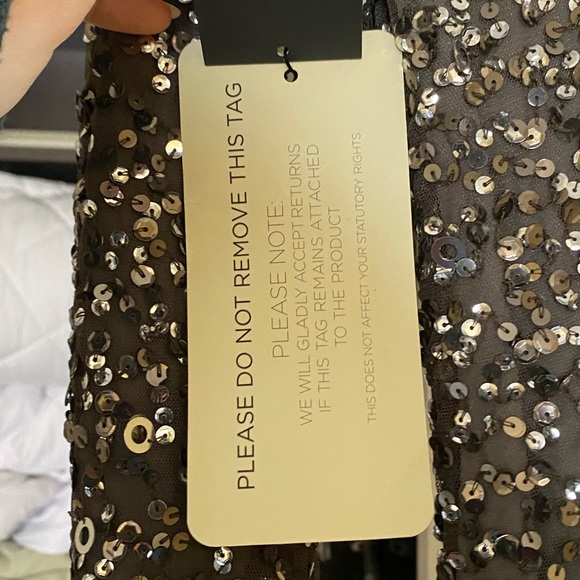 PLEASE DO NOT REMOVE THIS TAG
PLEASE NOTE:
WE WILL GLADLY ACCEPT RETURNS
IF THIS TAG REMAINS ATTACHED
TO THE PRODUCT
THIS DOES NOT AFFECT YOUR STATUTORY RIGHTS